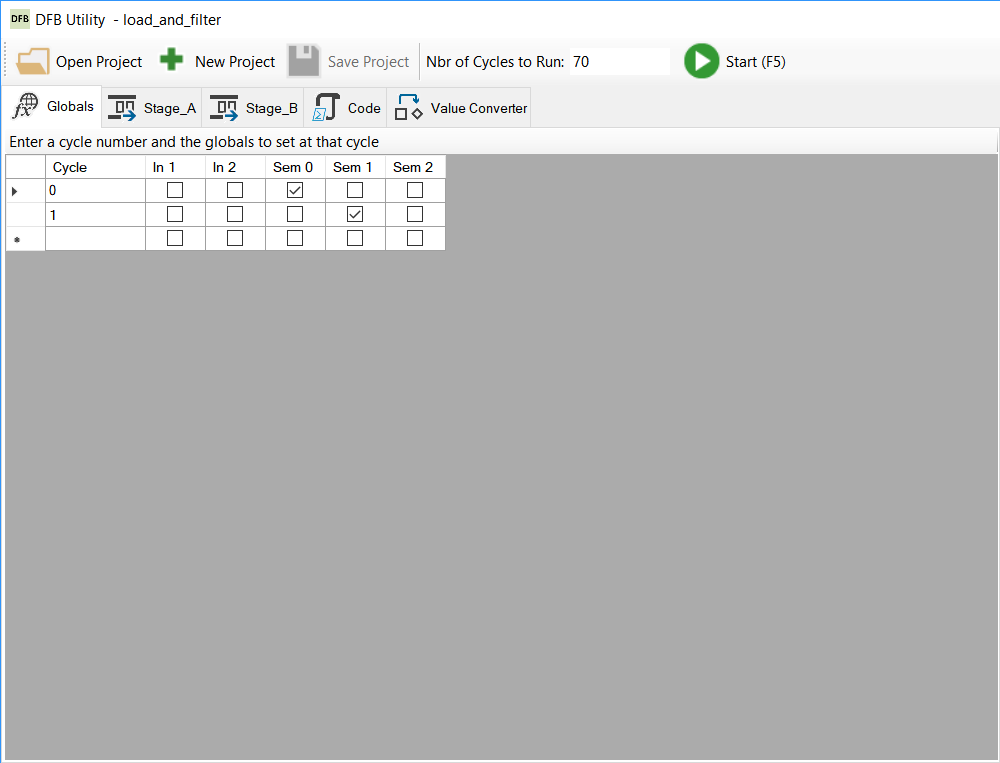 DFB DFB Utility - load_and_filter
Open Project New Project Save Project Nbr of Cycles to Run: 70 Start (F5)
Globals Stage_A Stage_B Code Value Converter
Enter a cycle number and the globals to set at that cycle
Cycle In 1 In 2 Sem 0 Sem 1 Sem 2
0
1